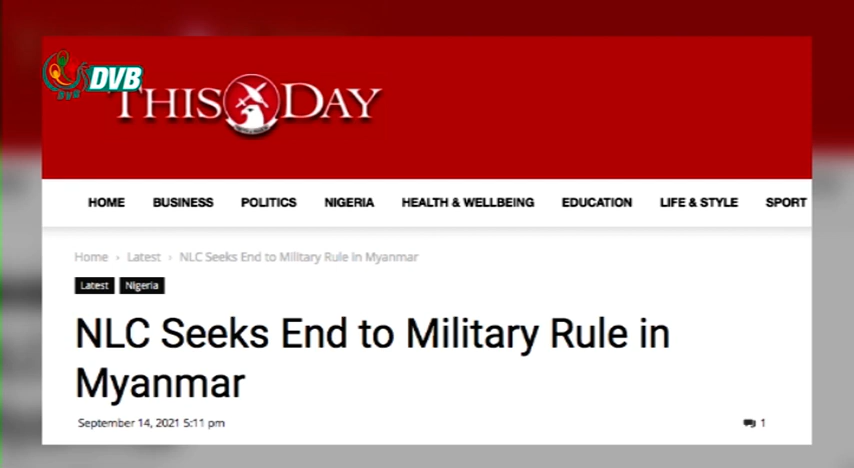 DVB
DVB
THISDAY
HOME BUSINESS POLITICS NIGERIA HEALTH & WELLBEING EDUCATION LIFE & STYLE SPORT
Home › Latest › NLC Seeks End to Military Rule in Myanmar
Latest Nigeria
NLC Seeks End to Military Rule in
Myanmar
September 14, 2021 5:11 pm 1